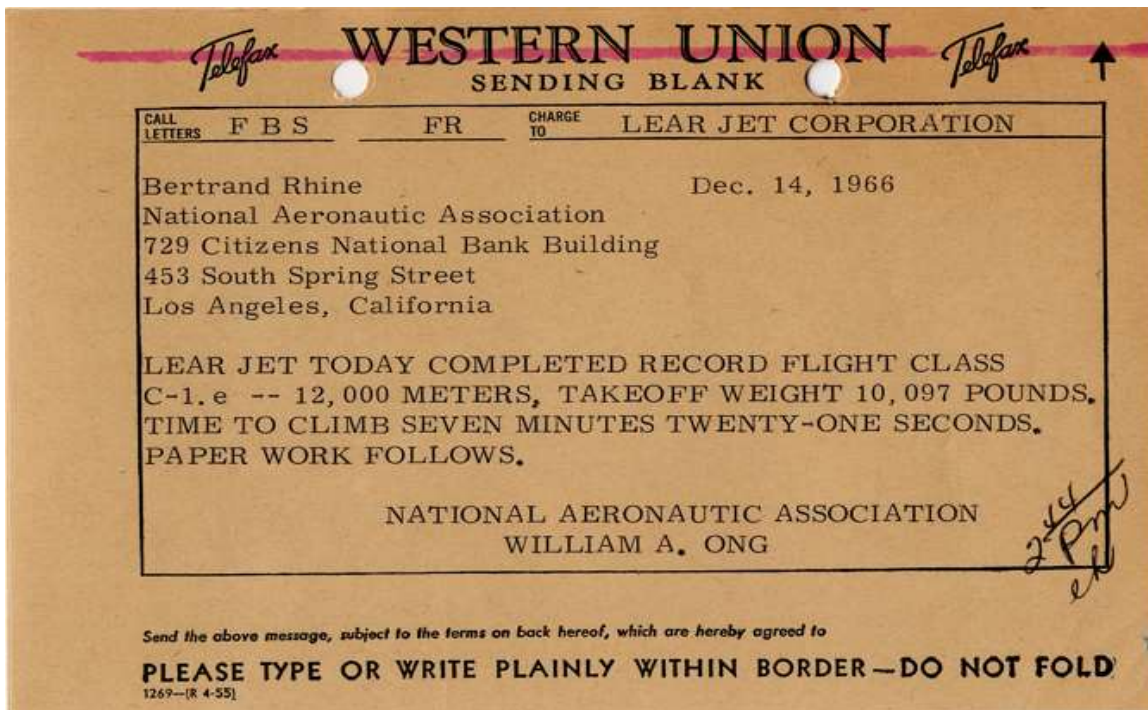 Telefax WESTERN UNION Telefax
SENDING BLANK
CALL LETTERS F B S FR CHARGE TO LEAR JET CORPORATION
Bertrand Rhine Dec. 14, 1966
National Aeronautic Association
729 Citizens National Bank Building
453 South Spring Street
Los Angeles, California
LEAR JET TODAY COMPLETED RECORD FLIGHT CLASS
C-1.e -- 12,000 METERS, TAKEOFF WEIGHT 10,097 POUNDS.
TIME TO CLIMB SEVEN MINUTES TWENTY-ONE SECONDS.
PAPER WORK FOLLOWS.
NATIONAL AERONAUTIC ASSOCIATION
WILLIAM A. ONG
244
Pm
ek
Send the above message, subject to the terms on back hereof, which are hereby agreed to
PLEASE TYPE OR WRITE PLAINLY WITHIN BORDER—DO NOT FOLD
1269—(R 4-55)